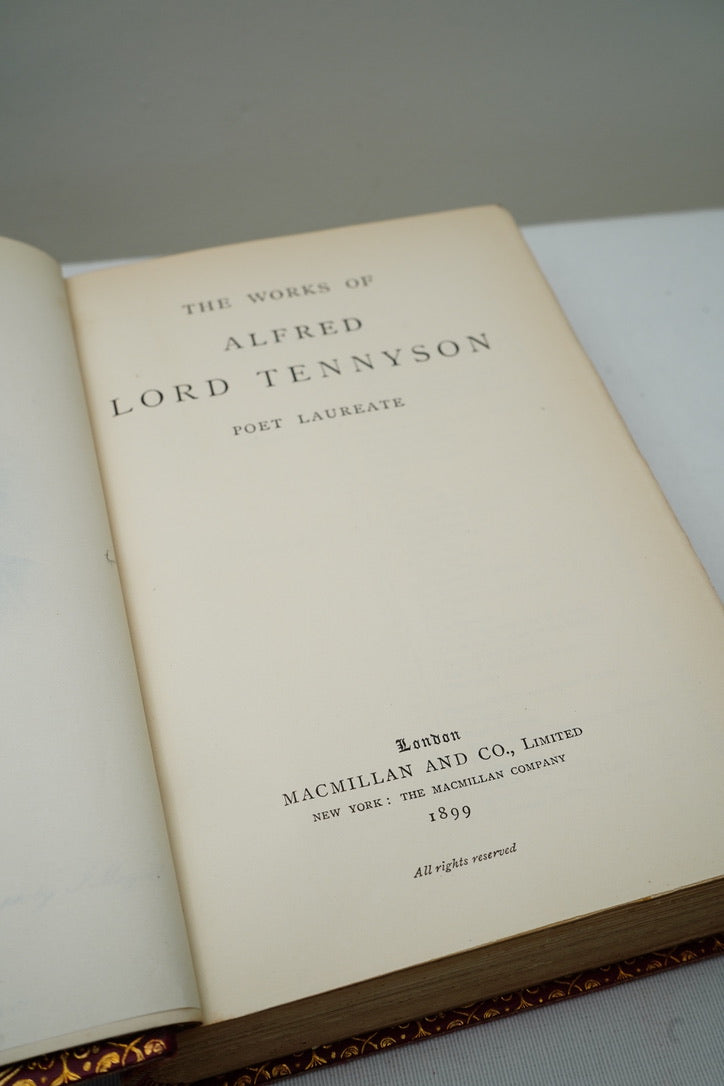 THE WORKS OF
ALFRED
LORD TENNYSON
POET LAUREATE
London
MACMILLAN AND CO., LIMITED
NEW YORK: THE MACMILLAN COMPANY
1899
All rights reserved